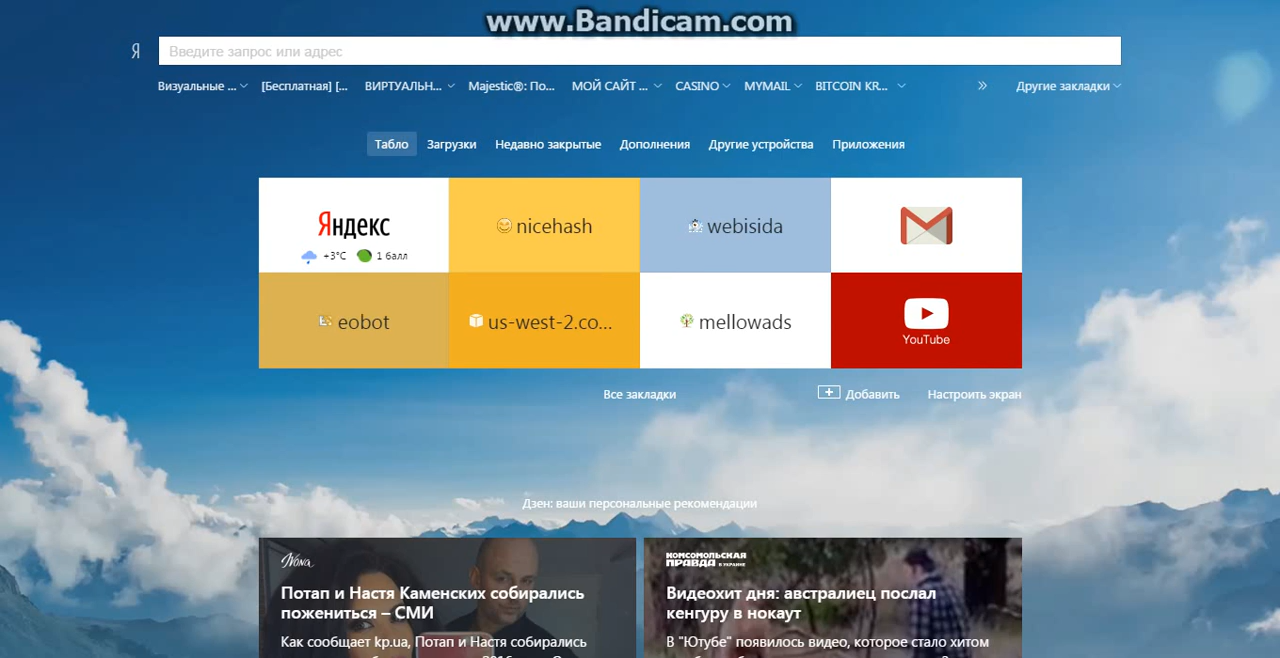 www.Bandicam.com
Я
Введите запрос или адрес
Визуальные ... [Бесплатная] [... ВИРТУАЛЬН... Majestic®: По... МОЙ САЙТ ... CASINO MYMAIL BITCOIN KR... » Другие закладки
Табло Загрузки Недавно закрытые Дополнения Другие устройства Приложения
Яндекс
+3°C 1 балл
nicehash
webisida
eobot
us-west-2.co...
mellowads
YouTube
Все закладки
Добавить
Настроить экран
Дзен: ваши персональные рекомендации
Nona
Потап и Настя Каменских собирались
пожениться – СМИ
Как сообщает kp.ua, Потап и Настя собирались
КОМСОМОЛЬСКАЯ
ПРАВДА В УКРАИНЕ
Видеохит дня: австралиец послал
кенгуру в нокаут
В "Ютубе" появилось видео, которое стало хитом